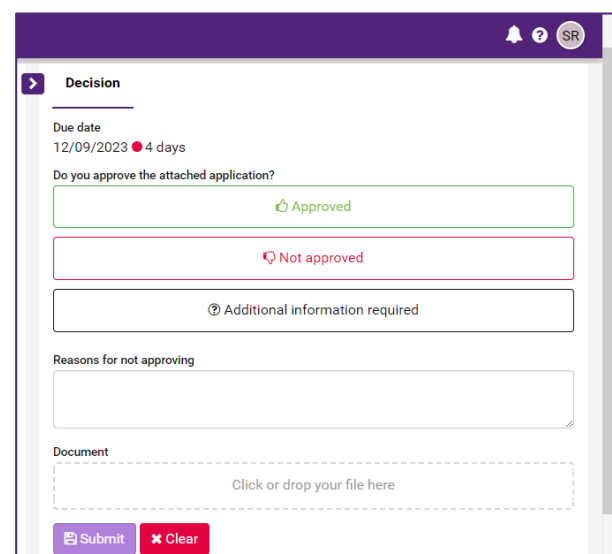 SR
Decision
Due date
12/09/2023 4 days
Do you approve the attached application?
Approved
Not approved
Additional information required
Reasons for not approving
Document
Click or drop your file here
Submit Clear